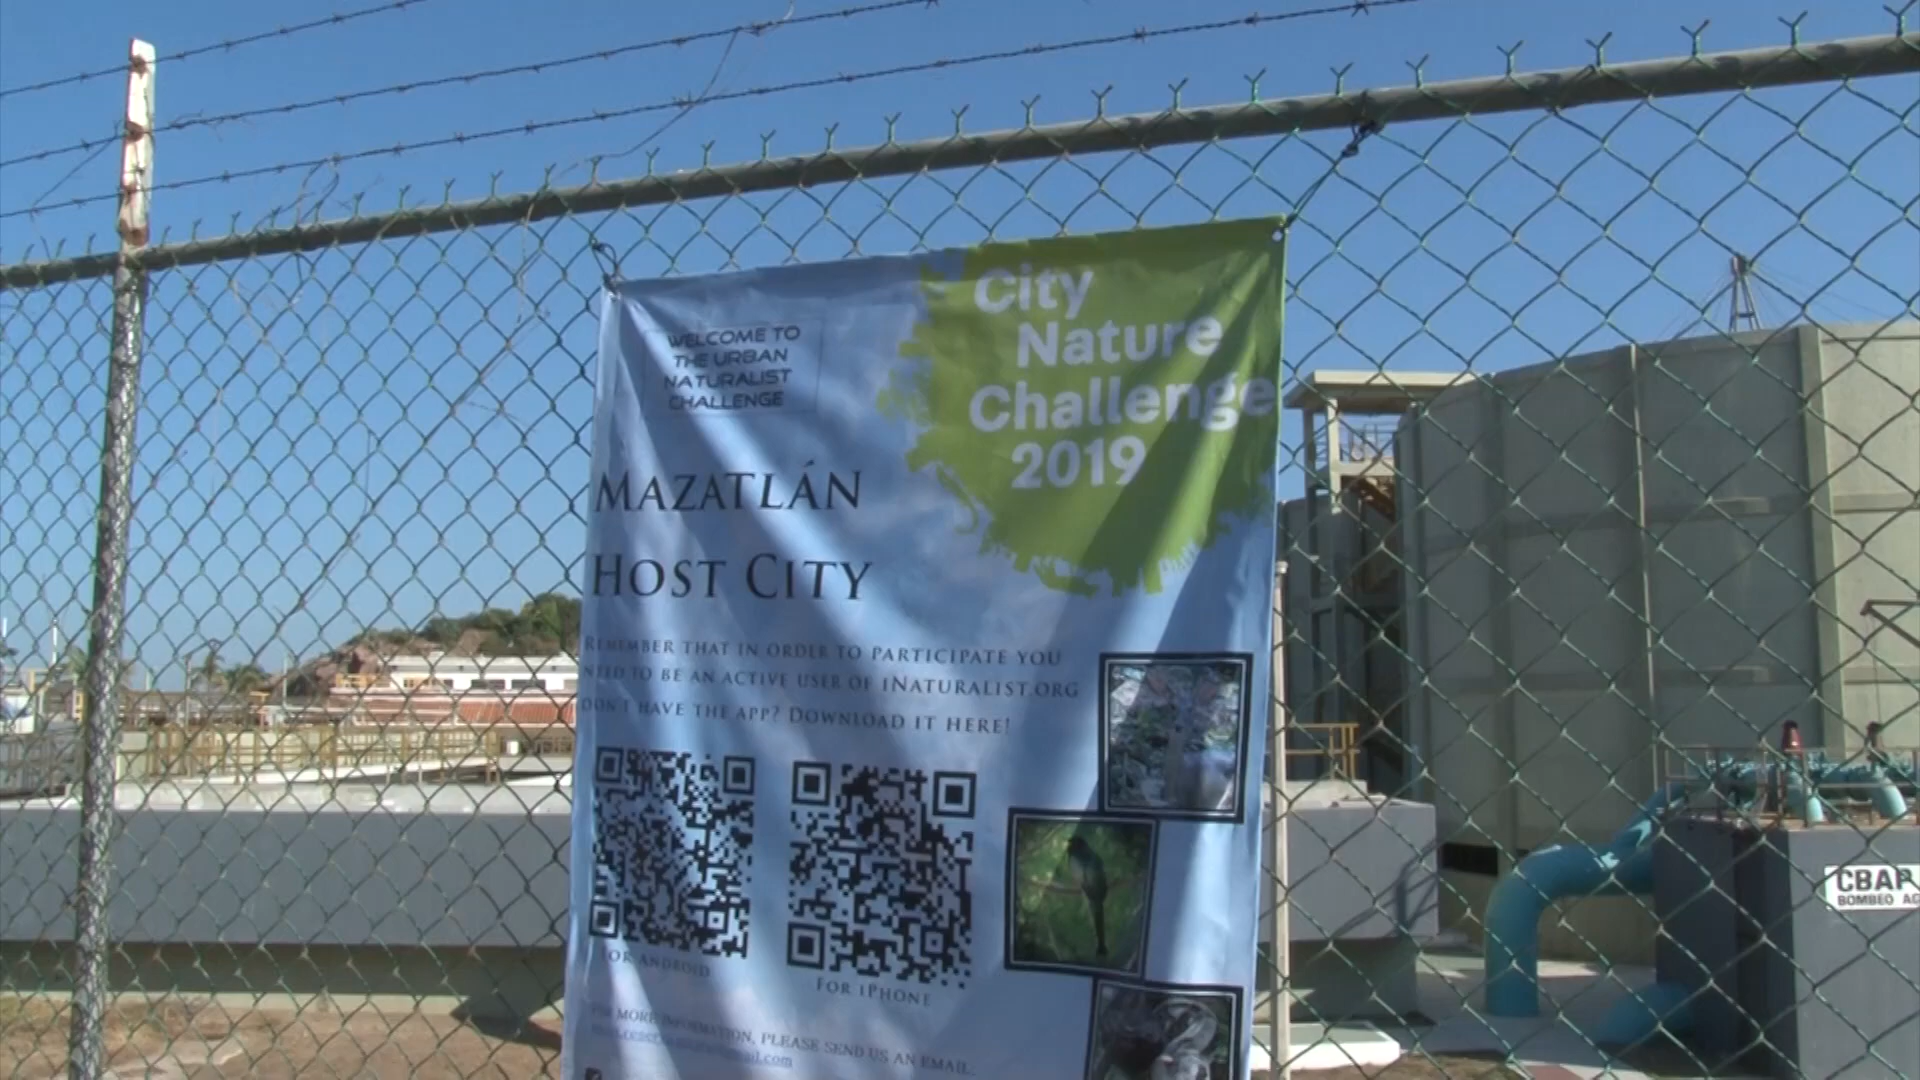 WELCOME TO
THE URBAN
NATURALIST
CHALLENGE
City
Nature
Challenge
2019
MAZATLÁN
HOST CITY
REMEMBER THAT IN ORDER TO PARTICIPATE YOU
NEED TO BE AN ACTIVE USER OF INATURALIST.ORG
DON'T HAVE THE APP? DOWNLOAD IT HERE!
FOR ANDROID
FOR IPHONE
FOR MORE INFORMATION, PLEASE SEND US AN EMAIL:
CBAP
BOMBEO